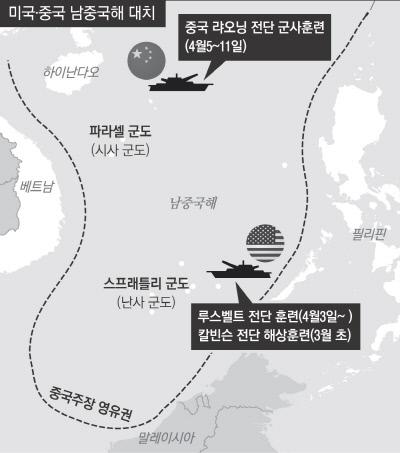 미국·중국 남중국해 대치
중국 랴오닝 전단 군사훈련
(4월5~11일)
하이난다오
파라셀 군도
(시사 군도)
베트남
남중국해
필리핀
스프래틀리 군도
(난사 군도)
루스벨트 전단 훈련(4월3일~ )
칼빈슨 전단 해상훈련(3월 초)
중국주장 영유권
말레이시아